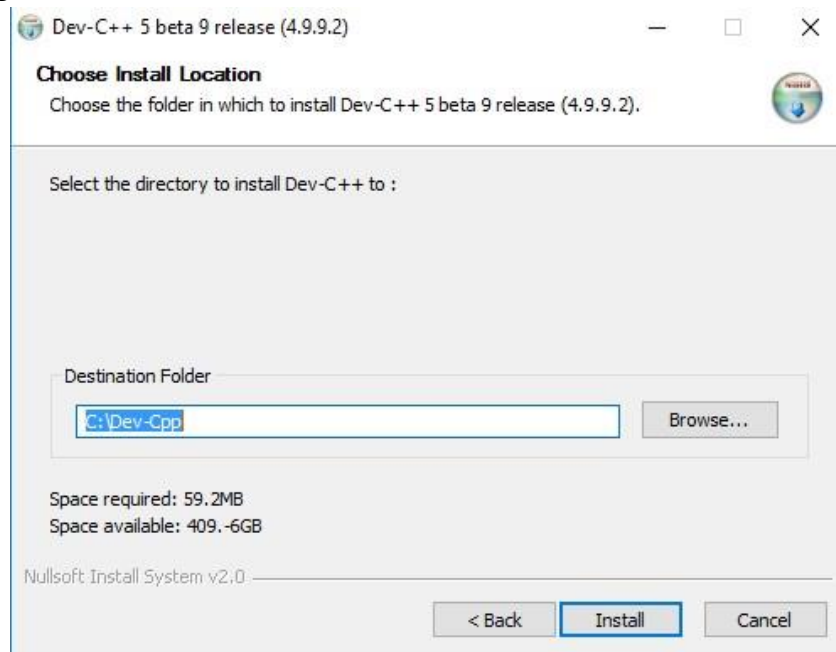 Dev-C++ 5 beta 9 release (4.9.9.2)
Choose Install Location
Choose the folder in which to install Dev-C++ 5 beta 9 release (4.9.9.2).
Select the directory to install Dev-C++ to :
Destination Folder
C:\Dev-Cpp
Browse...
Space required: 59.2MB
Space available: 409.-6GB
Nullsoft Install System v2.0
< Back
Install
Cancel